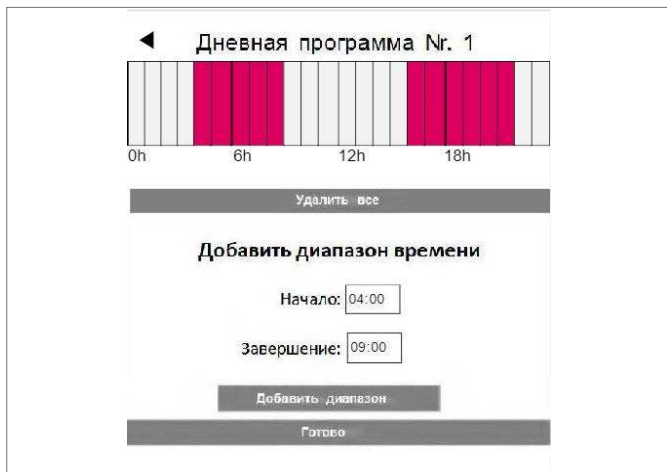 Дневная программа Nr. 1
0h 6h 12h 18h
Удалить все
Добавить диапазон времени
Начало: 04:00
Завершение: 09:00
Добавить диапазон
Готово